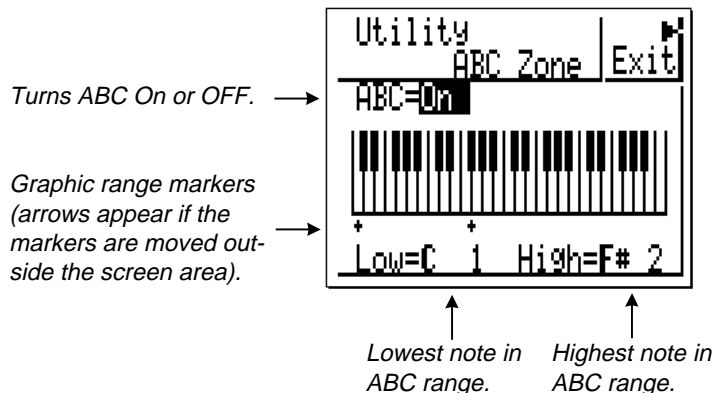 Utility
ABC Zone
Exit
Turns ABC On or OFF.
ABC=On
Graphic range markers
(arrows appear if the
markers are moved out-
side the screen area).
Low=C 1 High=F# 2
Lowest note in
ABC range.
Highest note in
ABC range.